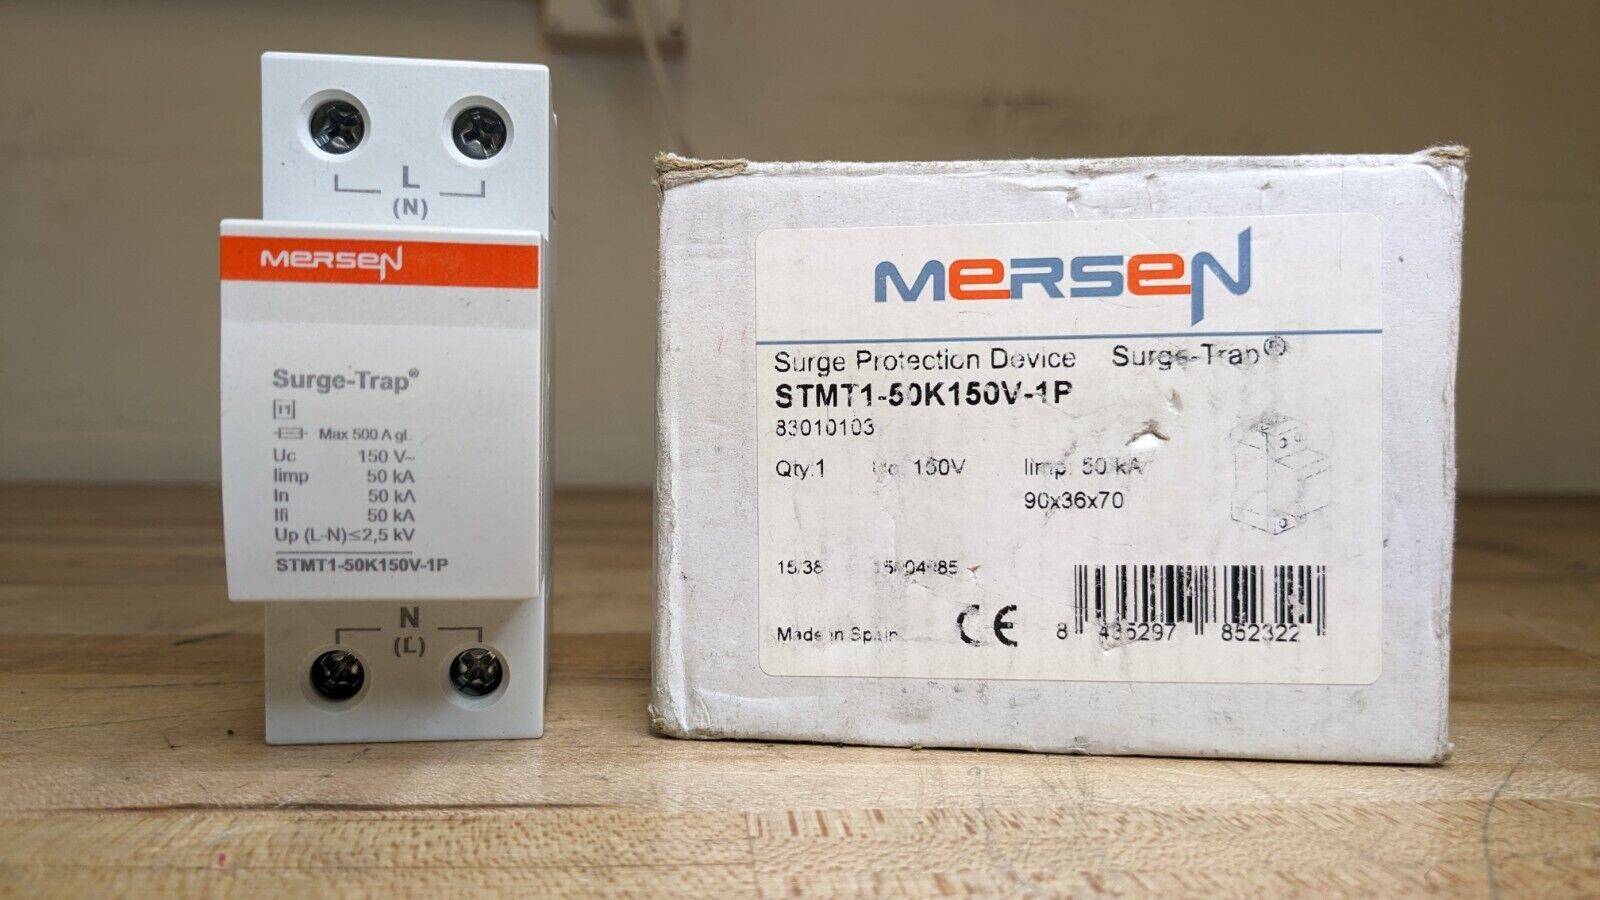 L
(N)
MERSEN
Surge-Trap®
T1
Max 500 A gL
Uc 150 V~
Iimp 50 kA
In 50 kA
Ifi 50 kA
Up (L-N)≤2,5 kV
STMT1-50K150V-1P
N
(L)
MERSEN
Surge Protection Device Surge-Trap®
STMT1-50K150V-1P
83010103
Qty:1 Uc 150V Iimp 50 kA
90x36x70
15/38
Made in Spain CE
8 435297 852322